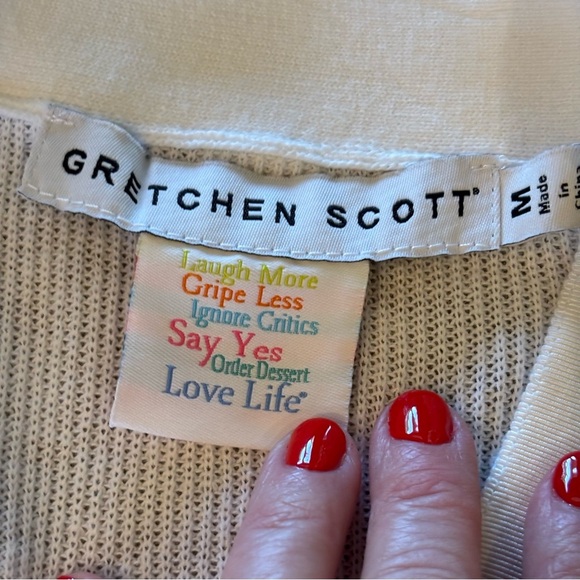 GRETCHEN SCOTT®
M
Made
in
China
Laugh More
Gripe Less
Ignore Critics
Say Yes
Order Dessert
Love Life®